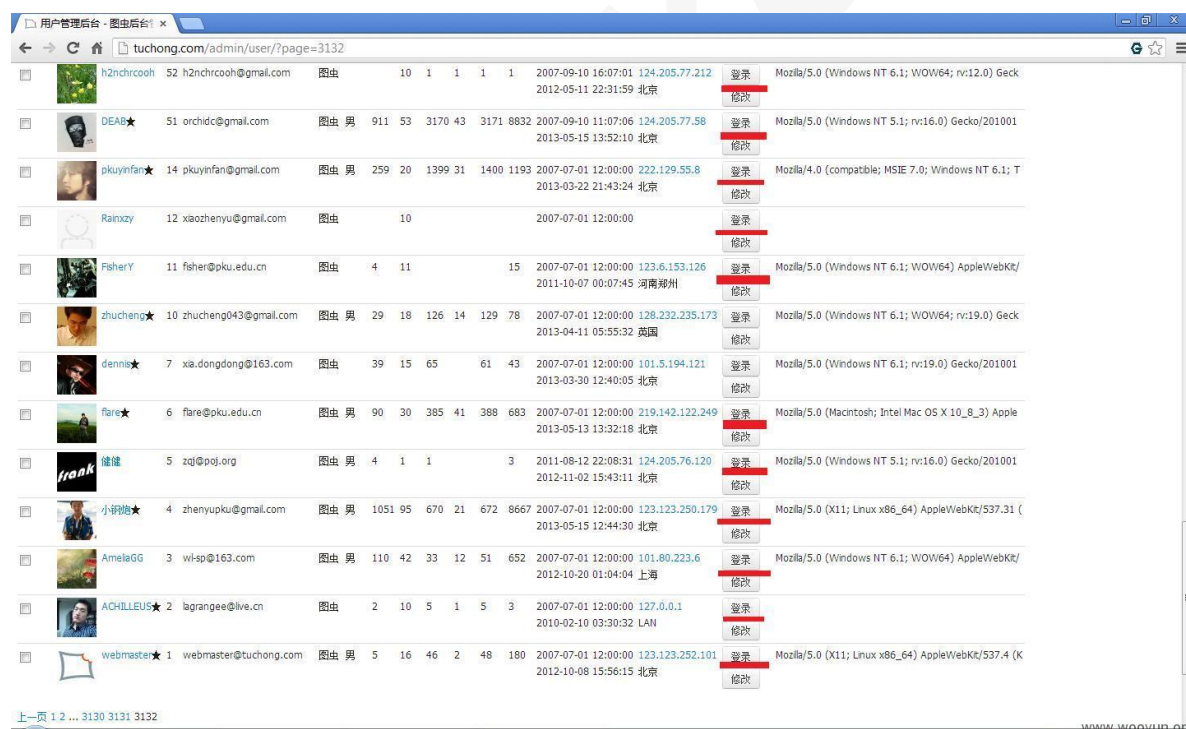 用户管理后台 - 图虫后台
tuchong.com/admin/user/?page=3132
h2nchrcooh 52 h2nchrcooh@gmail.com 图虫 10 1 1 1 1 2007-09-10 16:07:01 124.205.77.212 登录 Mozilla/5.0 (Windows NT 6.1; WOW64; rv:12.0) Geck
2012-05-11 22:31:59 北京 修改
DEAB★ 51 orchidc@gmail.com 图虫 男 911 53 3170 43 3171 8832 2007-09-10 11:07:06 124.205.77.58 登录 Mozilla/5.0 (Windows NT 5.1; rv:16.0) Gecko/201001
2013-05-15 13:52:10 北京 修改
pkuyinfan★ 14 pkuyinfan@gmail.com 图虫 男 259 20 1399 31 1400 1193 2007-07-01 12:00:00 222.129.55.8 登录 Mozilla/4.0 (compatible; MSIE 7.0; Windows NT 6.1; T
2013-03-22 21:43:24 北京 修改
Rainxzy 12 xiaozhenyu@gmail.com 图虫 10 2007-07-01 12:00:00 登录
修改
FisherY 11 fisher@pku.edu.cn 图虫 4 11 15 2007-07-01 12:00:00 123.6.153.126 登录 Mozilla/5.0 (Windows NT 6.1; WOW64) AppleWebKit/
2011-10-07 00:07:45 河南郑州 修改
zhucheng★ 10 zhucheng043@gmail.com 图虫 男 29 18 126 14 129 78 2007-07-01 12:00:00 128.232.235.173 登录 Mozilla/5.0 (Windows NT 6.1; WOW64; rv:19.0) Geck
2013-04-11 05:55:32 英国 修改
dennis★ 7 xia.dongdong@163.com 图虫 39 15 65 61 43 2007-07-01 12:00:00 101.5.194.121 登录 Mozilla/5.0 (Windows NT 6.1; rv:19.0) Gecko/201001
2013-03-30 12:40:05 北京 修改
flare★ 6 flare@pku.edu.cn 图虫 男 90 30 385 41 388 683 2007-07-01 12:00:00 219.142.122.249 登录 Mozilla/5.0 (Macintosh; Intel Mac OS X 10_8_3) Apple
2013-05-13 13:32:18 北京 修改
frank 健健 5 zqj@poj.org 图虫 男 4 1 1 3 2011-08-12 22:08:31 124.205.76.120 登录 Mozilla/5.0 (Windows NT 5.1; rv:16.0) Gecko/201001
2012-11-02 15:43:11 北京 修改
小钢炮★ 4 zhenyupku@gmail.com 图虫 男 1051 95 670 21 672 8667 2007-07-01 12:00:00 123.123.250.179 登录 Mozilla/5.0 (X11; Linux x86_64) AppleWebKit/537.31 (
2013-05-15 12:44:30 北京 修改
AmeliaGG 3 wl-sp@163.com 图虫 男 110 42 33 12 51 652 2007-07-01 12:00:00 101.80.223.6 登录 Mozilla/5.0 (Windows NT 6.1; WOW64) AppleWebKit/
2012-10-20 01:04:04 上海 修改
ACHILLEUS★ 2 lagrangee@live.cn 图虫 2 10 5 1 5 3 2007-07-01 12:00:00 127.0.0.1 登录
2010-02-10 03:30:32 LAN 修改
webmaster★ 1 webmaster@tuchong.com 图虫 男 5 16 46 2 48 180 2007-07-01 12:00:00 123.123.252.101 登录 Mozilla/5.0 (X11; Linux x86_64) AppleWebKit/537.4 (K
2012-10-08 15:56:15 北京 修改
上一页 1 2 ... 3130 3131 3132